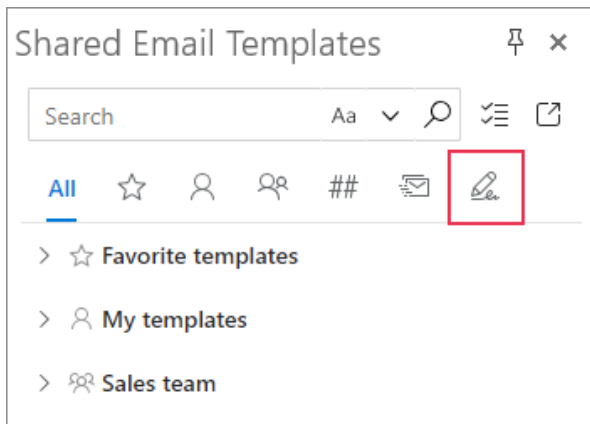 Shared Email Templates
Search Aa
All ##
Favorite templates
My templates
Sales team